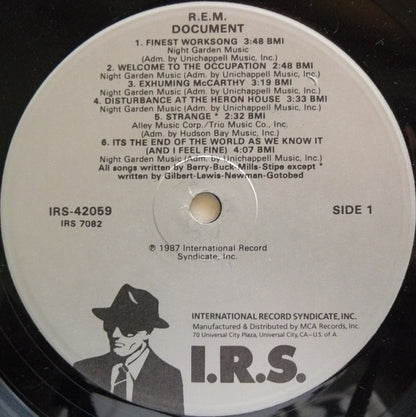 R.E.M.
DOCUMENT
1. FINEST WORKSONG 3:48 BMI
Night Garden Music
(Adm. by Unichappell Music, Inc.)
2. WELCOME TO THE OCCUPATION 2:48 BMI
Night Garden Music (Adm. by Unichappell Music, Inc.)
3. EXHUMING McCARTHY 3:19 BMI
Night Garden Music (Adm. by Unichappell Music, Inc.)
4. DISTURBANCE AT THE HERON HOUSE 3:33 BMI
Night Garden Music (Adm. by Unichappell Music, Inc.)
5. STRANGE * 2:32 BMI
Alley Music Corp./Trio Music Co., Inc.
(Adm. by Hudson Bay Music, Inc.)
6. ITS THE END OF THE WORLD AS WE KNOW IT
(AND I FEEL FINE) 4:07 BMI
Night Garden Music (Adm. by Unichappell Music, Inc.)
All songs written by Berry-Buck-Mills-Stipe except *
written by Gilbert-Lewis-Newman-Gotobed
IRS-42059
IRS 7082
SIDE 1
℗ 1987 International Record
Syndicate, Inc.
INTERNATIONAL RECORD SYNDICATE, INC.
Manufactured & Distributed by MCA Records, Inc.
70 Universal City Plaza, Universal City, CA–U.S. of A.
I.R.S.